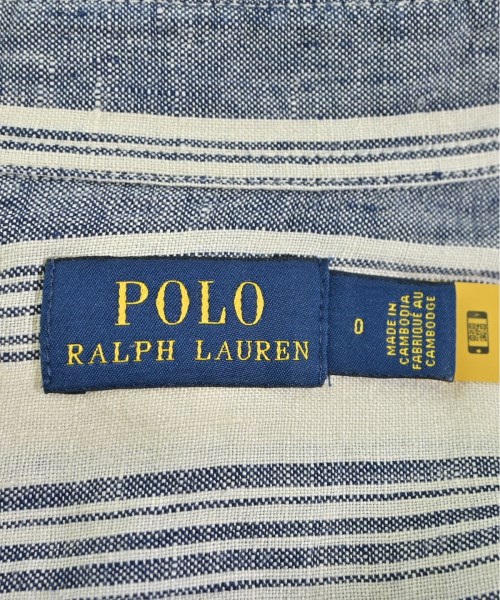 POLO
RALPH LAUREN
0
MADE IN
CAMBODIA
FABRIQUÉ AU
CAMBODGE